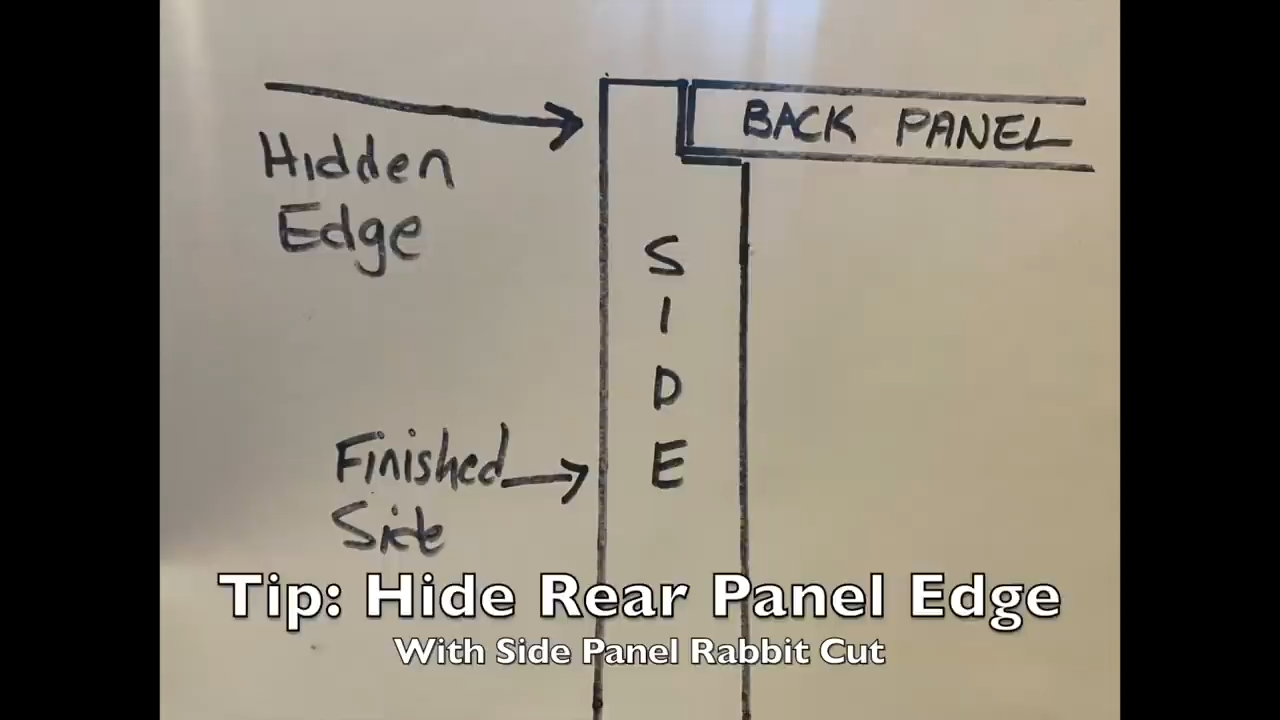 BACK PANEL
Hidden
Edge
S
I
D
E
Finished
Side
Tip: Hide Rear Panel Edge
With Side Panel Rabbit Cut